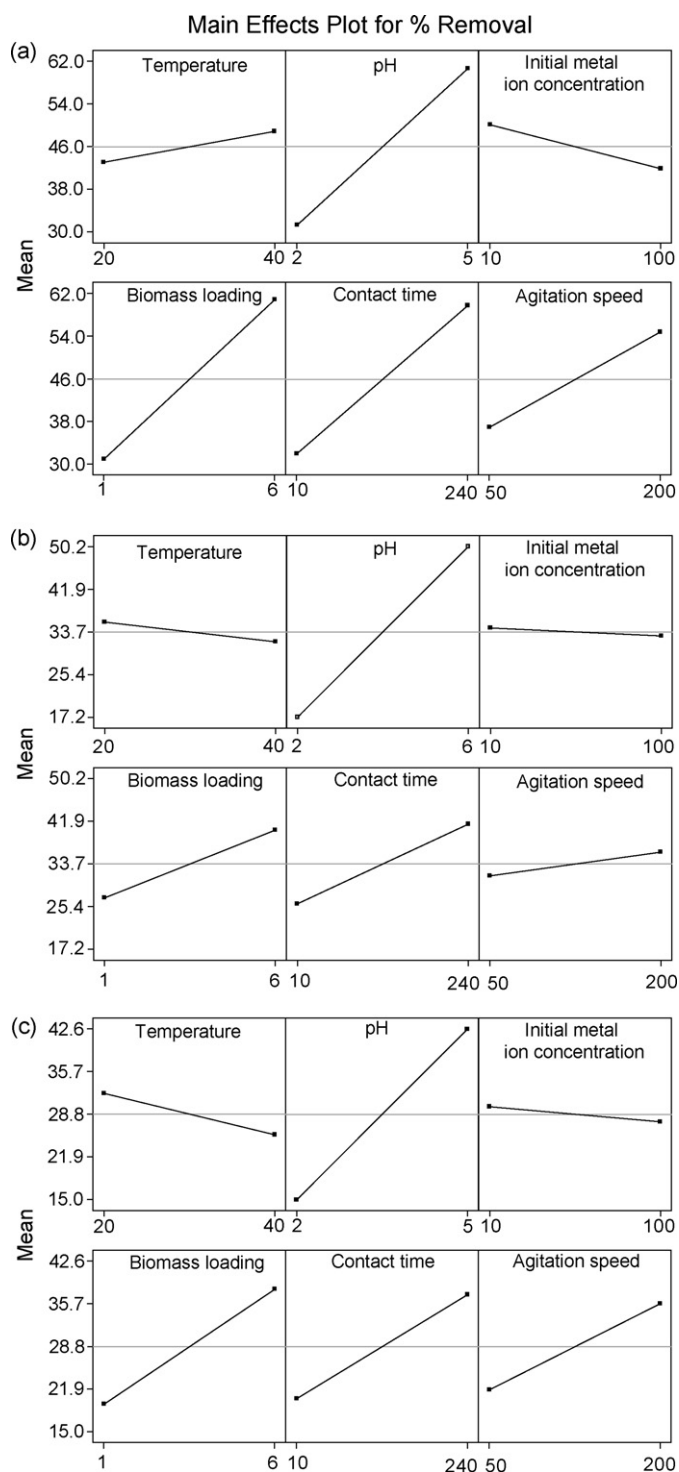 Main Effects Plot for % Removal
(a)
Temperature
pH
Initial metal
ion concentration
62.0
54.0
46.0
38.0
30.0
Mean
20
40
2
5
10
100
Biomass loading
Contact time
Agitation speed
62.0
54.0
46.0
38.0
30.0
1
6
10
240
50
200
(b)
Temperature
pH
Initial metal
ion concentration
50.2
41.9
33.7
25.4
17.2
Mean
20
40
2
6
10
100
Biomass loading
Contact time
Agitation speed
50.2
41.9
33.7
25.4
17.2
1
6
10
240
50
200
(c)
Temperature
pH
Initial metal
ion concentration
42.6
35.7
28.8
21.9
15.0
Mean
20
40
2
5
10
100
Biomass loading
Contact time
Agitation speed
42.6
35.7
28.8
21.9
15.0
1
6
10
240
50
200